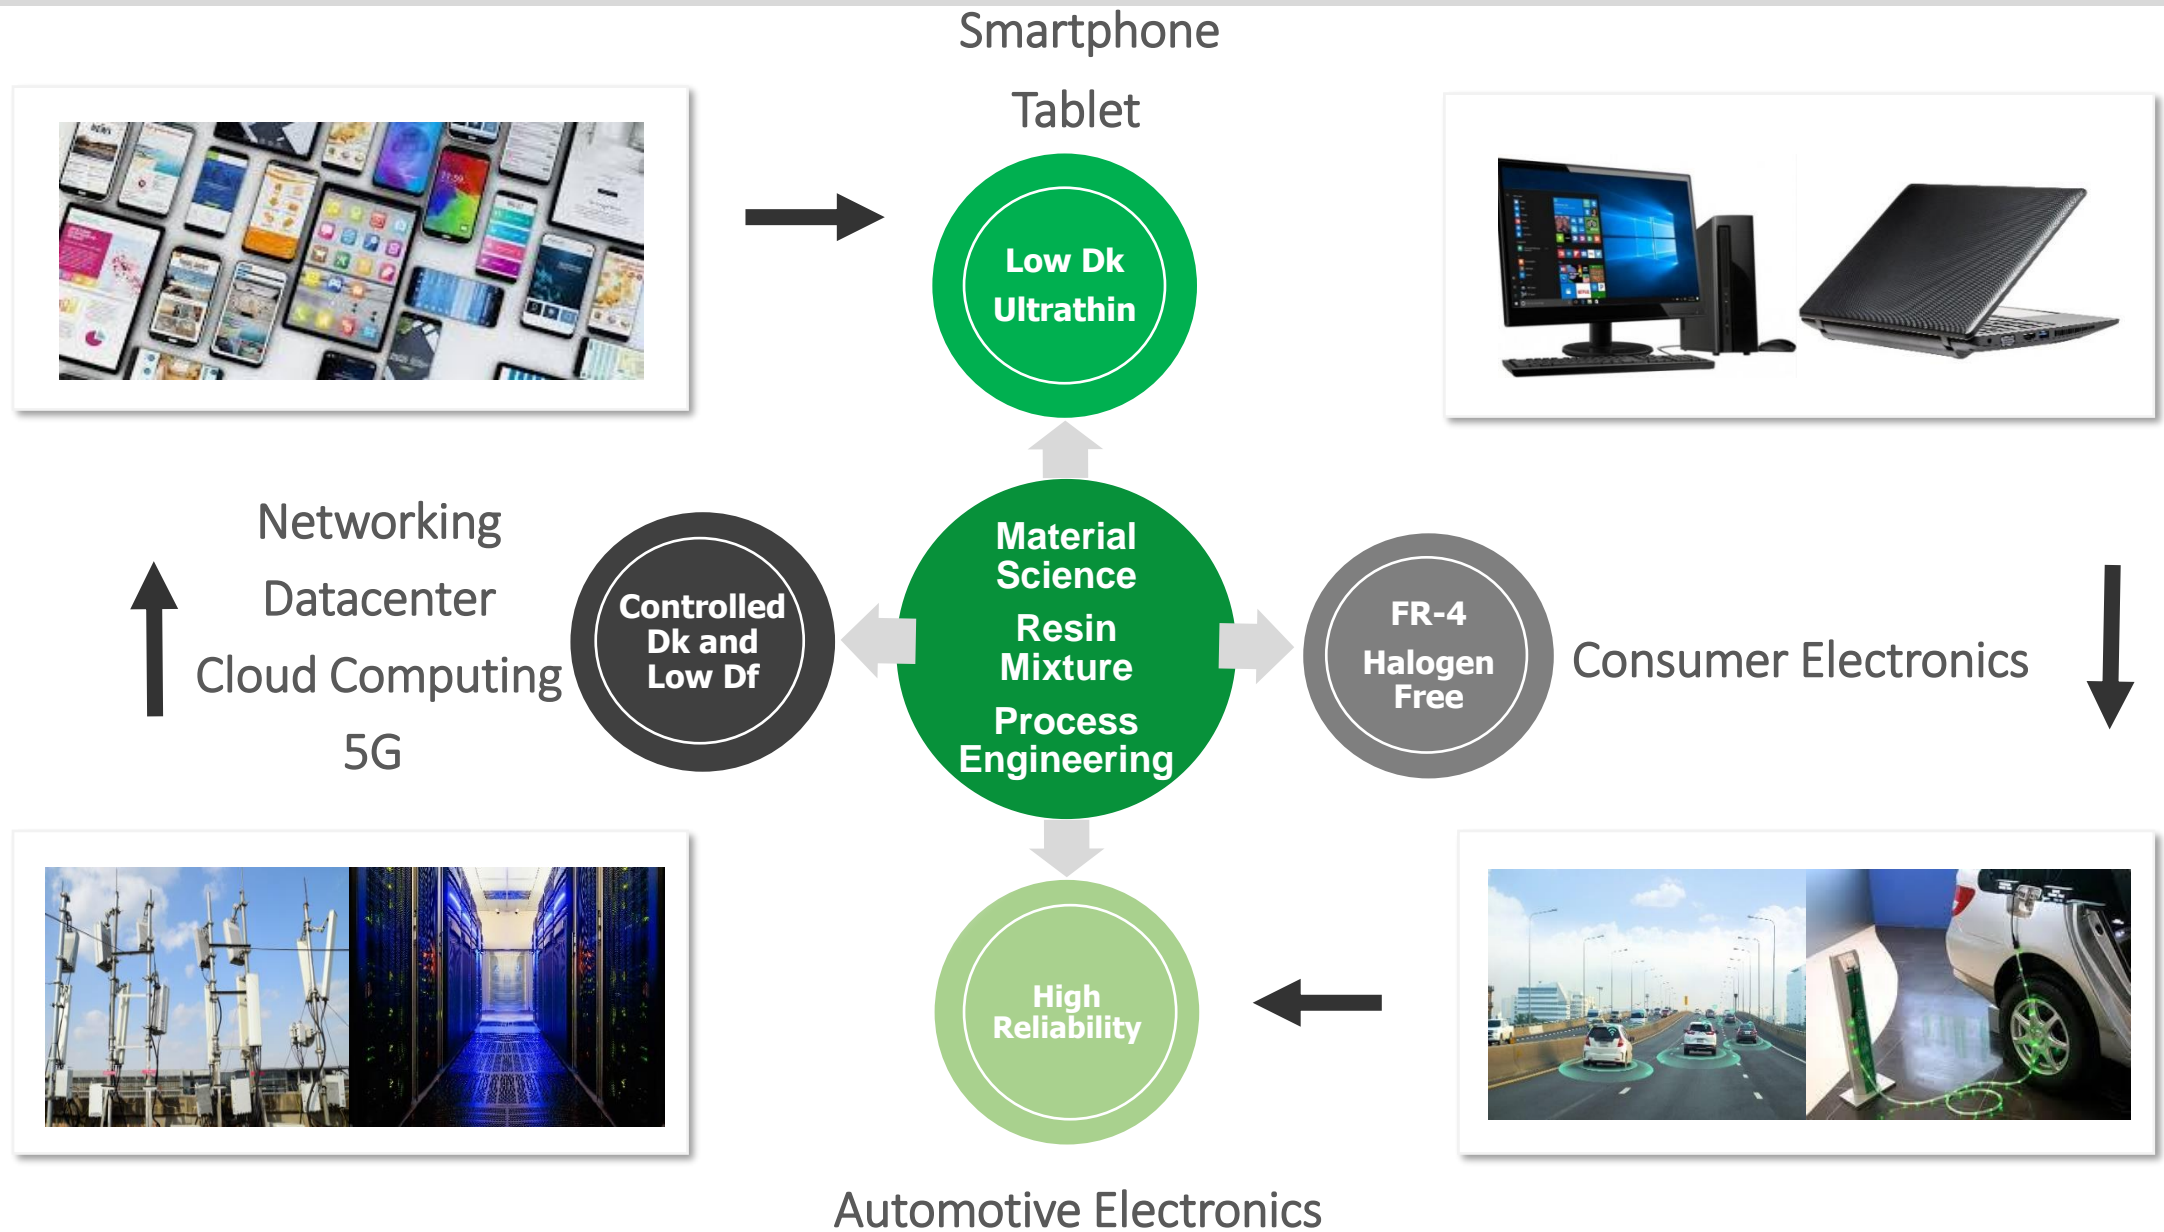 Smartphone
Tablet
Low Dk
Ultrathin
Networking
Datacenter
Cloud Computing
5G
Controlled
Dk and
Low Df
Material
Science
Resin
Mixture
Process
Engineering
FR-4
Halogen
Free
Consumer Electronics
High
Reliability
Automotive Electronics